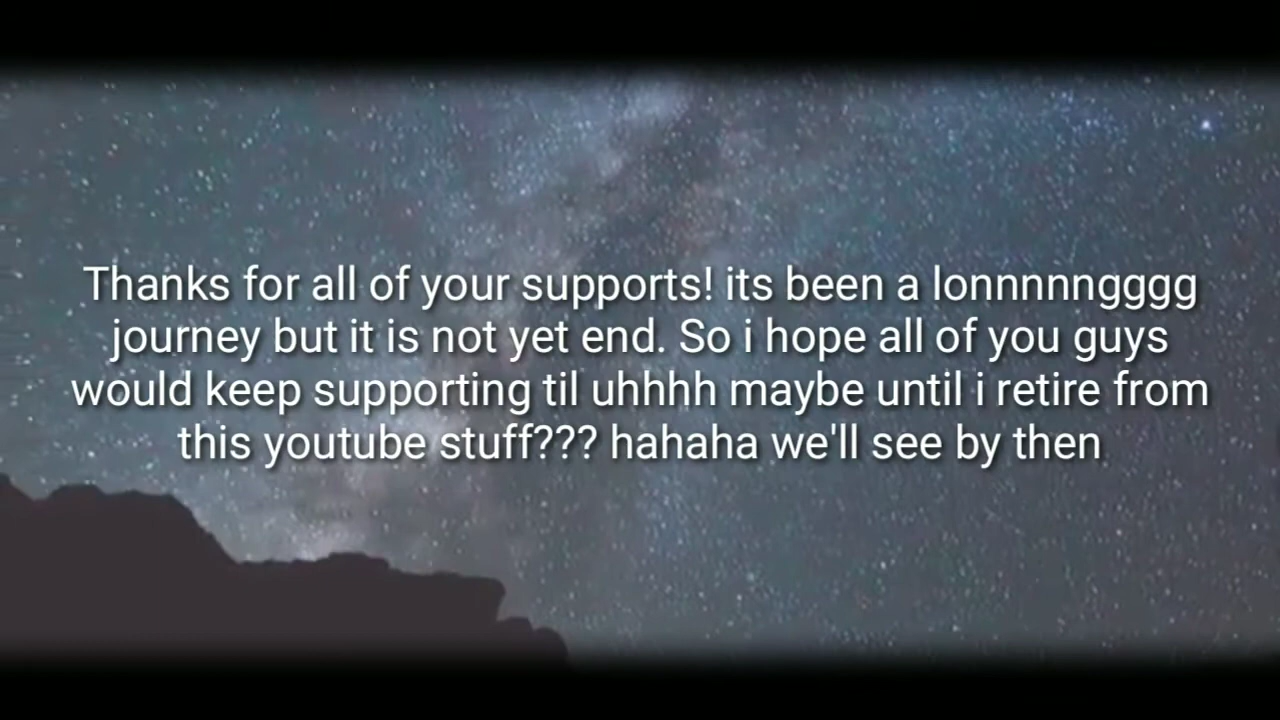 Thanks for all of your supports! its been a lonnnnngggg
journey but it is not yet end. So i hope all of you guys
would keep supporting til uhhhh maybe until i retire from
this youtube stuff??? hahaha we'll see by then